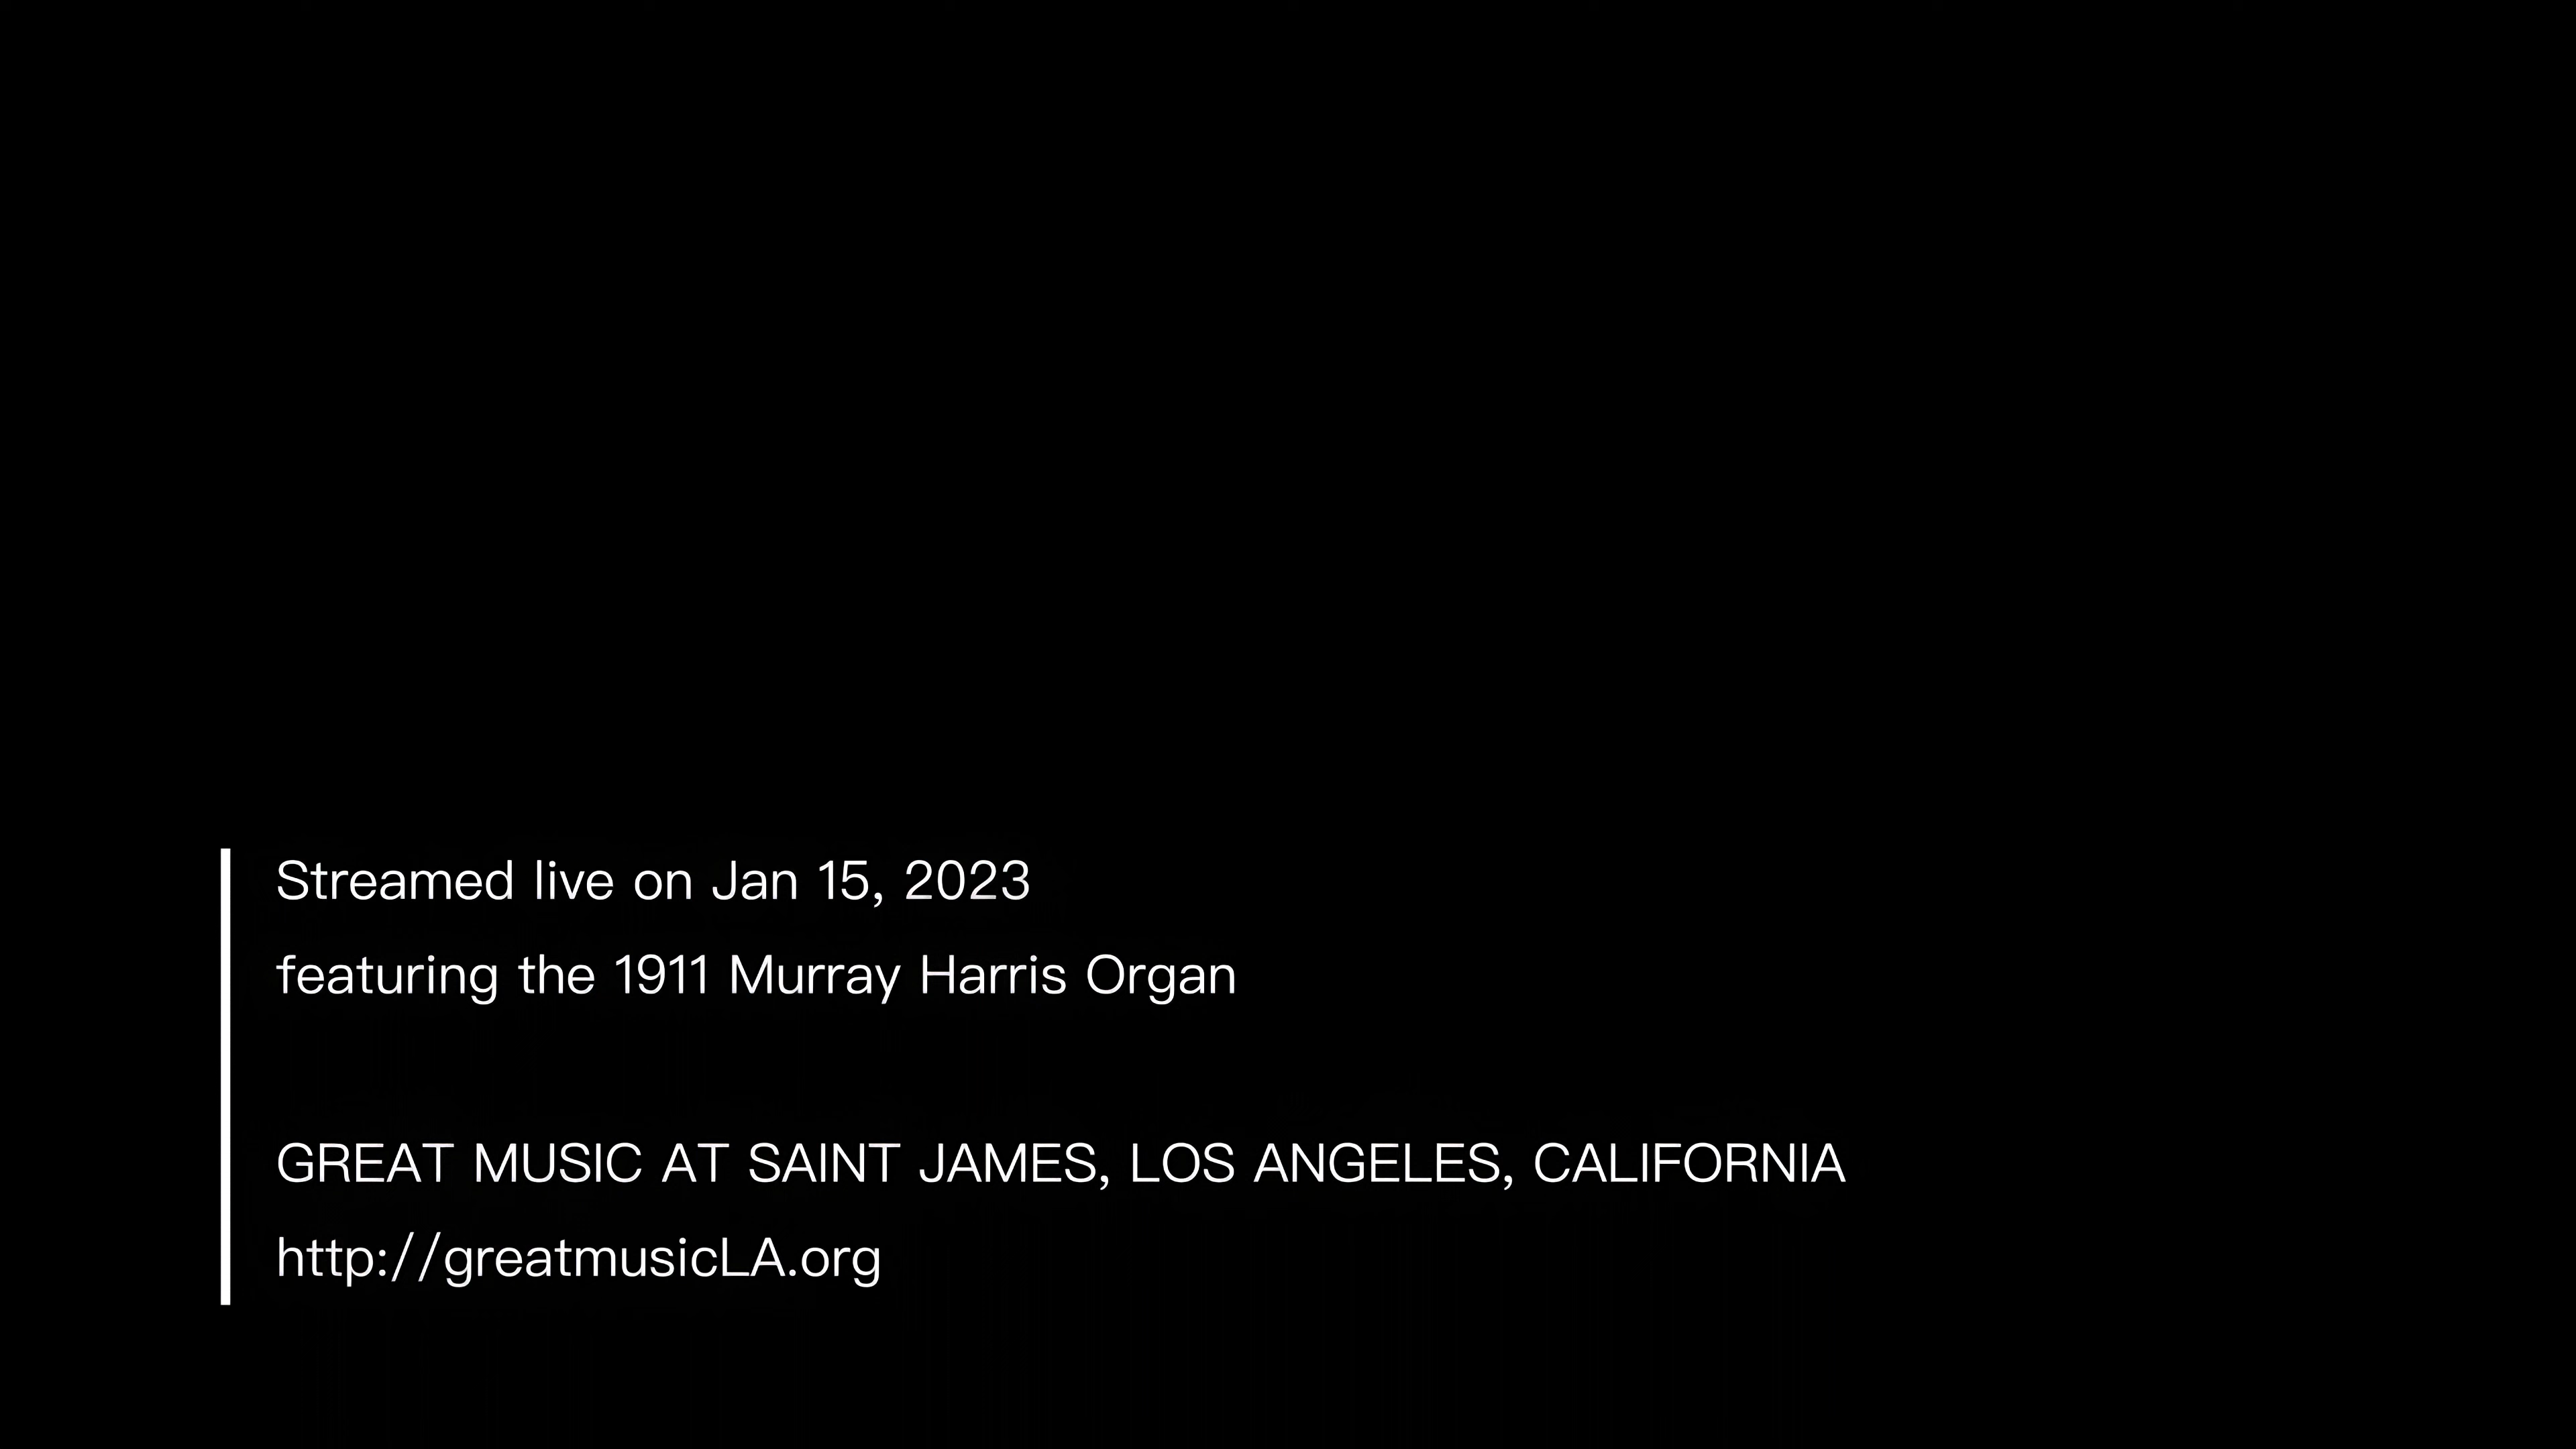 Streamed live on Jan 15, 2023
featuring the 1911 Murray Harris Organ
GREAT MUSIC AT SAINT JAMES, LOS ANGELES, CALIFORNIA
http://greatmusicLA.org